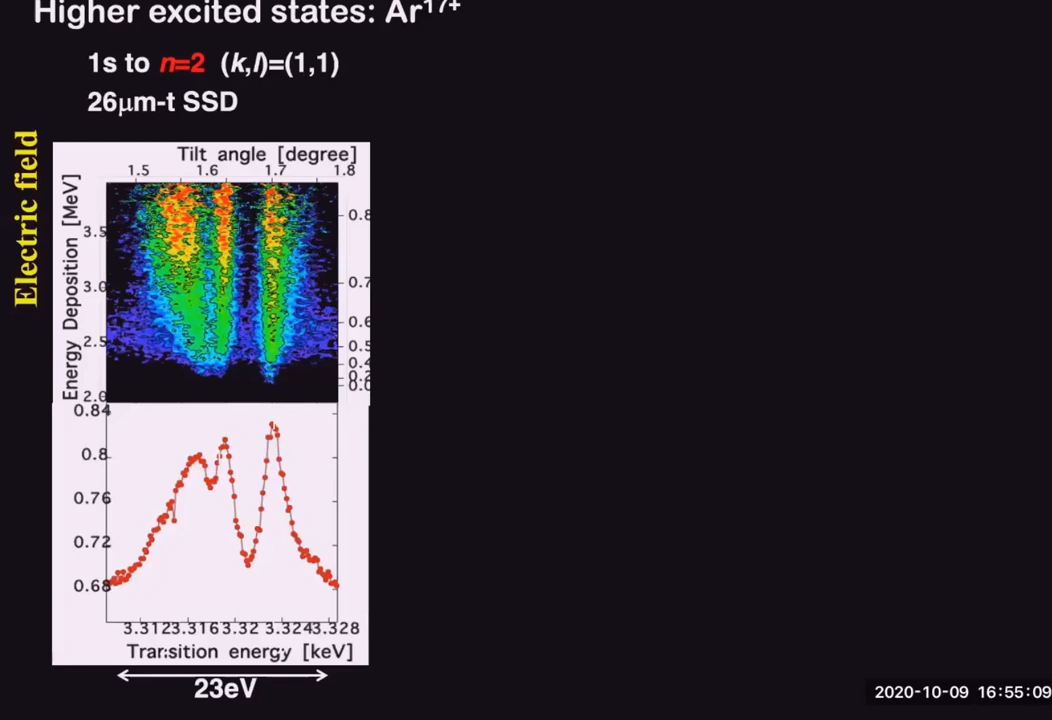 Higher excited states: Ar17+
1s to n=2 (k,l)=(1,1)
26μm-t SSD
Electric field
Tilt angle [degree]
1.5 1.6 1.7 1.8
Energy Deposition [MeV]
3.5
3.0
2.5
2.0
0.8
0.7
0.6
0.5
0.4
0.84
0.8
0.76
0.72
0.68
3.312 3.316 3.32 3.324 3.328
Transition energy [keV]
23eV
2020-10-09 16:55:09